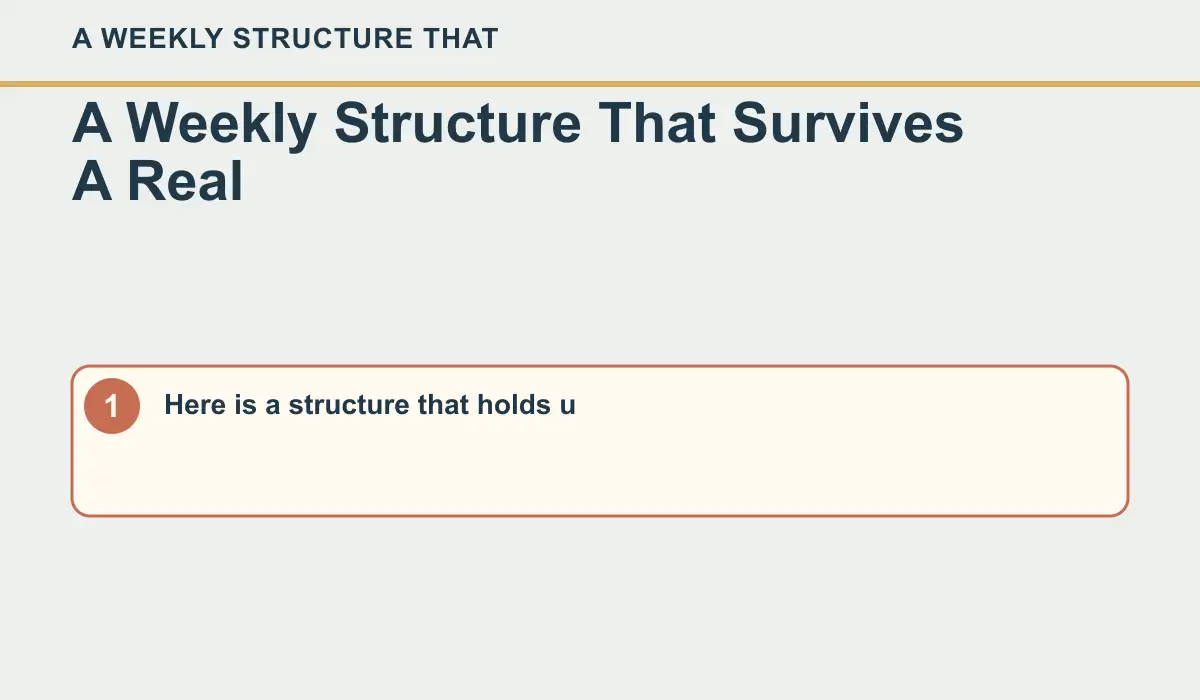 A WEEKLY STRUCTURE THAT
A Weekly Structure That Survives
A Real
1
Here is a structure that holds u